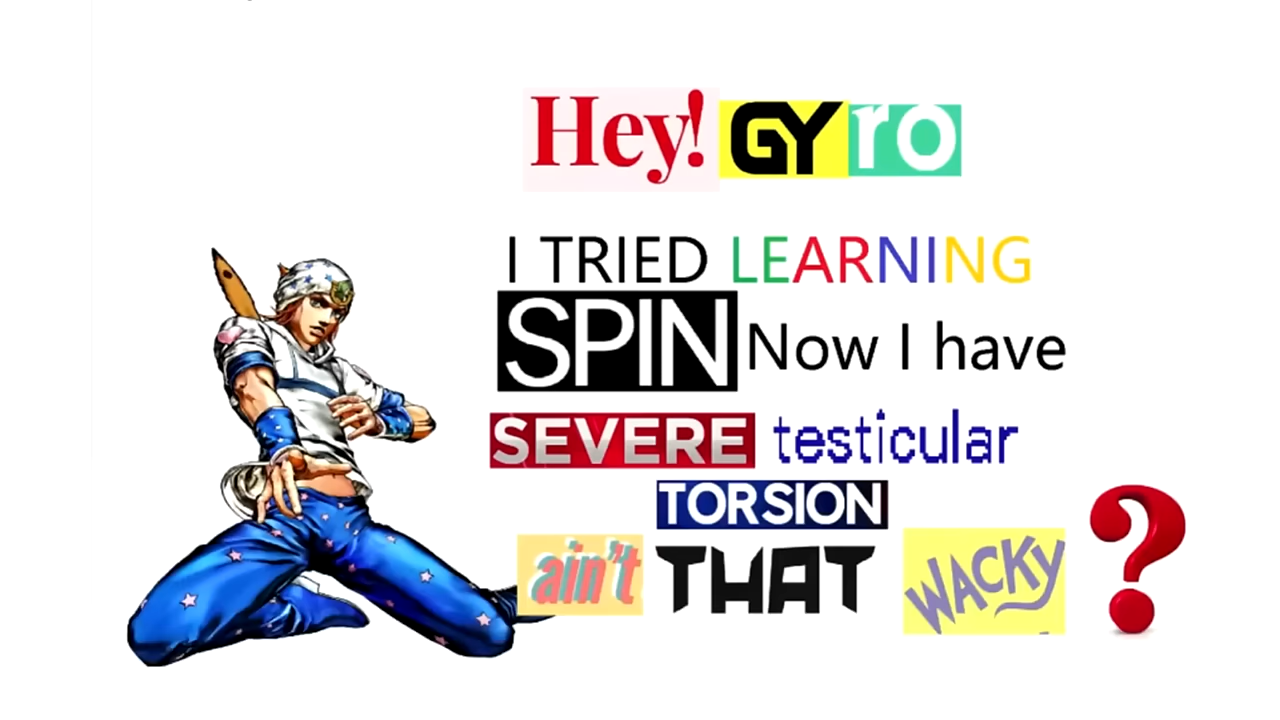 Hey! GYro
I TRIED LEARNING
SPIN Now I have
SEVERE testicular
TORSION
ain't THAT WACKY ?